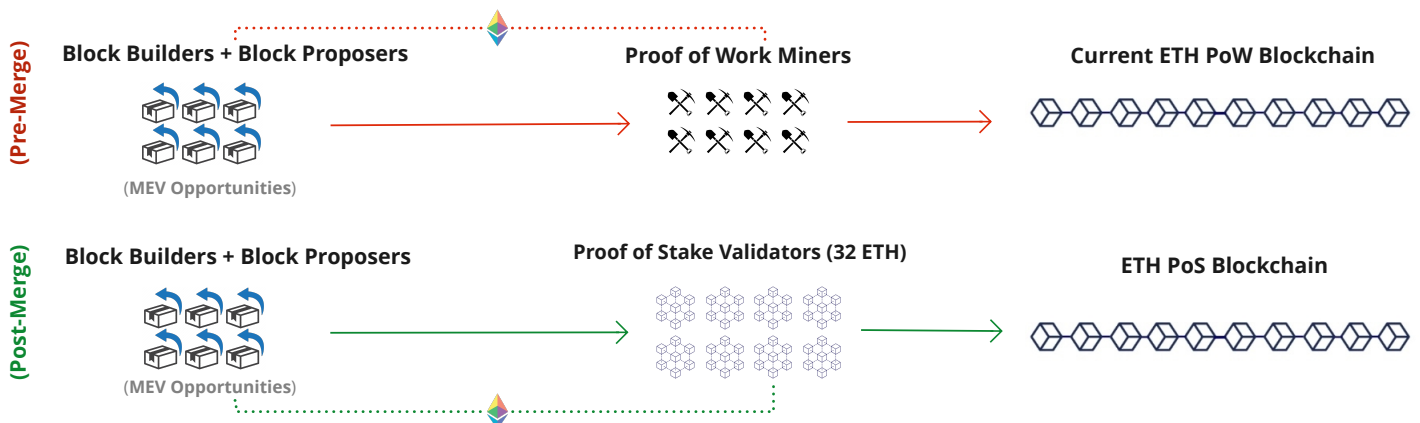 (Pre-Merge)
Block Builders + Block Proposers
Proof of Work Miners
Current ETH PoW Blockchain
(MEV Opportunities)
(Post-Merge)
Block Builders + Block Proposers
Proof of Stake Validators (32 ETH)
ETH PoS Blockchain
(MEV Opportunities)